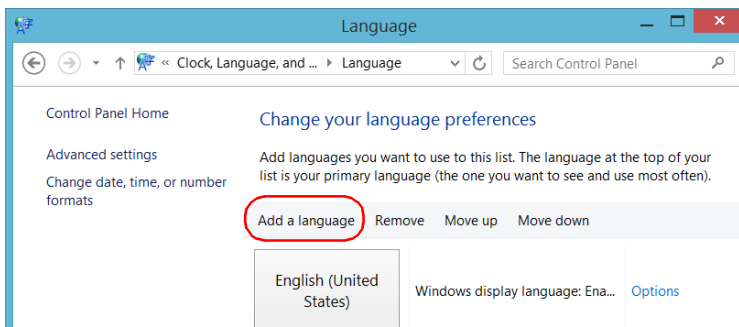 Language
« Clock, Language, and ... Language
Search Control Panel
Control Panel Home
Advanced settings
Change date, time, or number
formats
Change your language preferences
Add languages you want to use to this list. The language at the top of your
list is your primary language (the one you want to see and use most often).
Add a language Remove Move up Move down
English (United
States)
Windows display language: Ena... Options